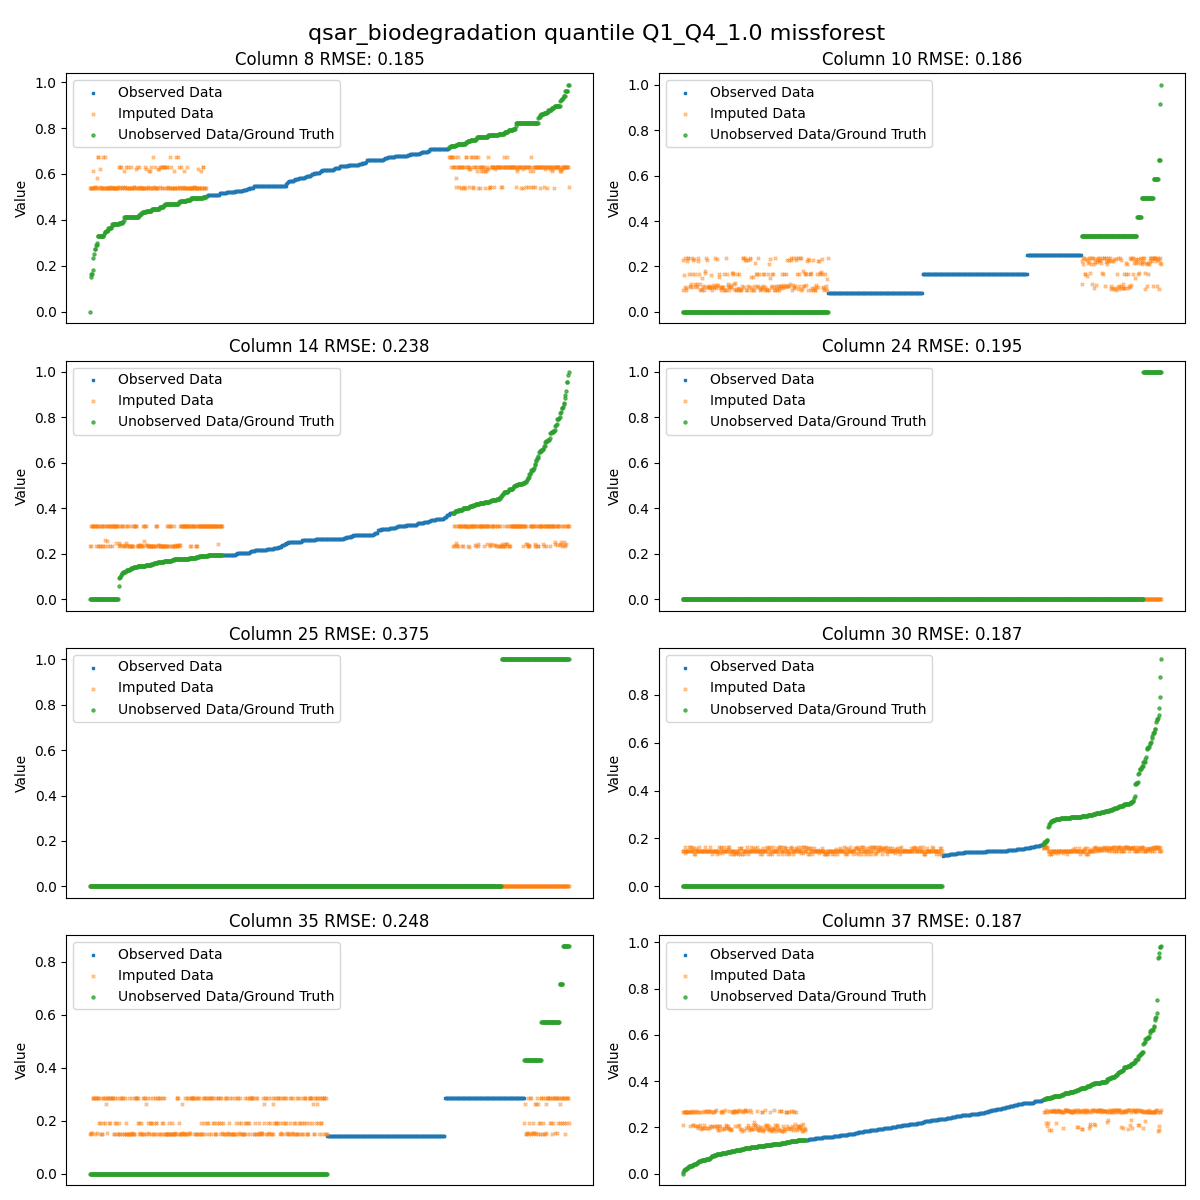 qsar_biodegradation quantile Q1_Q4_1.0 missforest
Column 8 RMSE: 0.185
1.0
0.8
0.6
0.4
0.2
0.0
Value
Observed Data
Imputed Data
Unobserved Data/Ground Truth
Column 10 RMSE: 0.186
1.0
0.8
0.6
0.4
0.2
0.0
Value
Observed Data
Imputed Data
Unobserved Data/Ground Truth
Column 14 RMSE: 0.238
1.0
0.8
0.6
0.4
0.2
0.0
Value
Observed Data
Imputed Data
Unobserved Data/Ground Truth
Column 24 RMSE: 0.195
1.0
0.8
0.6
0.4
0.2
0.0
Value
Observed Data
Imputed Data
Unobserved Data/Ground Truth
Column 25 RMSE: 0.375
1.0
0.8
0.6
0.4
0.2
0.0
Value
Observed Data
Imputed Data
Unobserved Data/Ground Truth
Column 30 RMSE: 0.187
0.8
0.6
0.4
0.2
0.0
Value
Observed Data
Imputed Data
Unobserved Data/Ground Truth
Column 35 RMSE: 0.248
0.8
0.6
0.4
0.2
0.0
Value
Observed Data
Imputed Data
Unobserved Data/Ground Truth
Column 37 RMSE: 0.187
1.0
0.8
0.6
0.4
0.2
0.0
Value
Observed Data
Imputed Data
Unobserved Data/Ground Truth